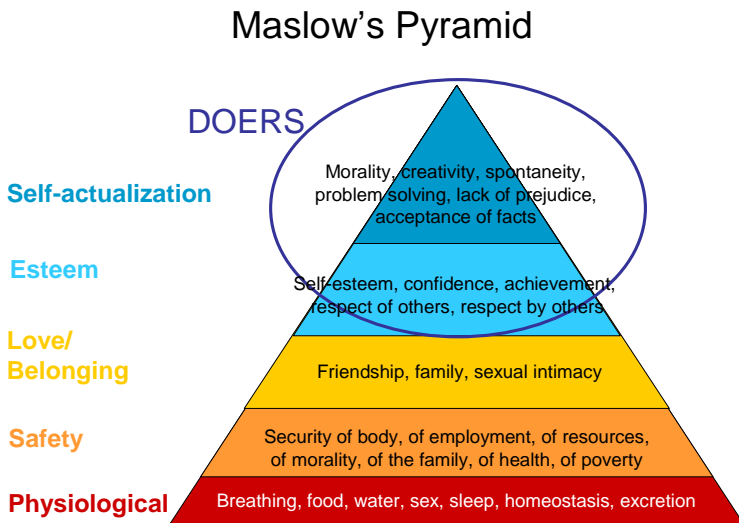 Maslow's Pyramid
DOERS
Self-actualization
Morality, creativity, spontaneity,
problem solving, lack of prejudice,
acceptance of facts
Esteem
Self-esteem, confidence, achievement,
respect of others, respect by others
Love/
Belonging
Friendship, family, sexual intimacy
Safety
Security of body, of employment, of resources,
of morality, of the family, of health, of poverty
Physiological
Breathing, food, water, sex, sleep, homeostasis, excretion